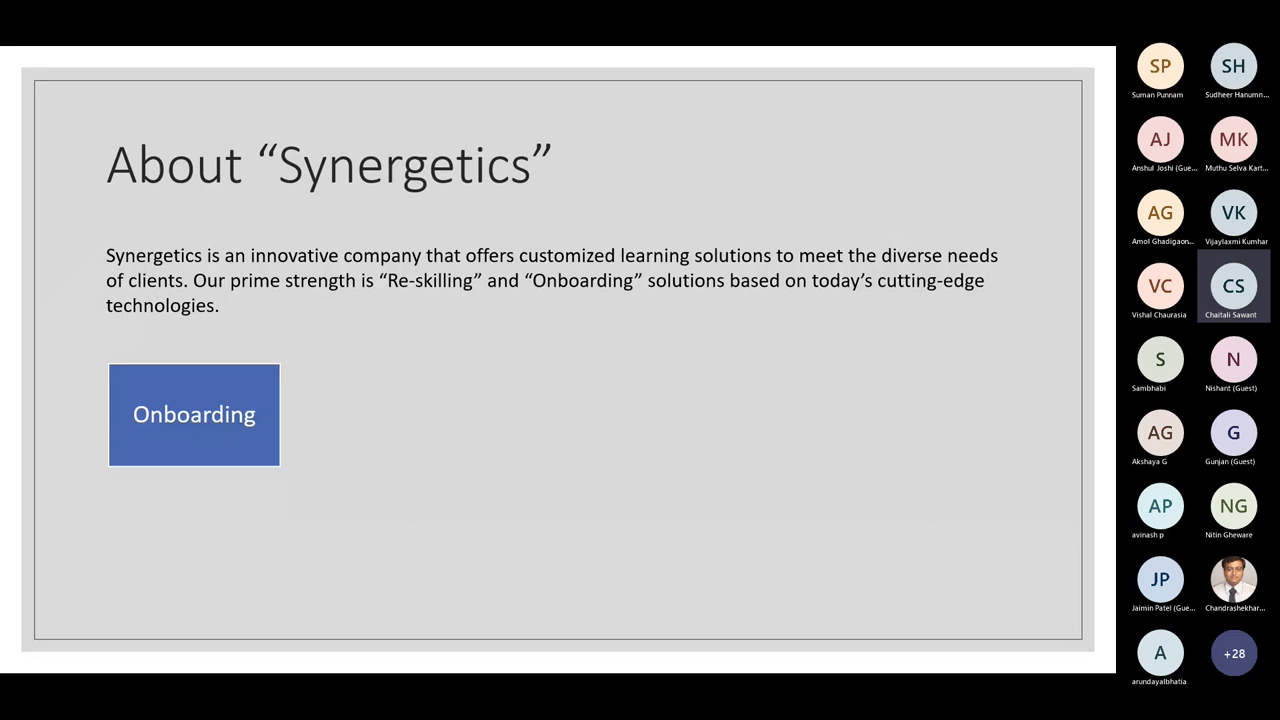 About “Synergetics”
Synergetics is an innovative company that offers customized learning solutions to meet the diverse needs
of clients. Our prime strength is “Re-skilling” and “Onboarding” solutions based on today’s cutting-edge
technologies.
Onboarding
SP
SH
Suman Punnam
Sudheer Hanumn...
AJ
MK
Anshul Joshi (Gue...
Muthu Selva Kart...
AG
VK
Amol Ghadigaon...
Vijaylaxmi Kumhar
VC
CS
Vishal Chaurasia
Chaitali Sawant
S
N
Sambhabi
Nishant (Guest)
AG
G
Akshaya G
Gunjan (Guest)
AP
NG
avinash p
Nitin Gheware
JP
Jaimin Patel (Gue...
Chandrashekhar...
A
+28
arundayalbhatia